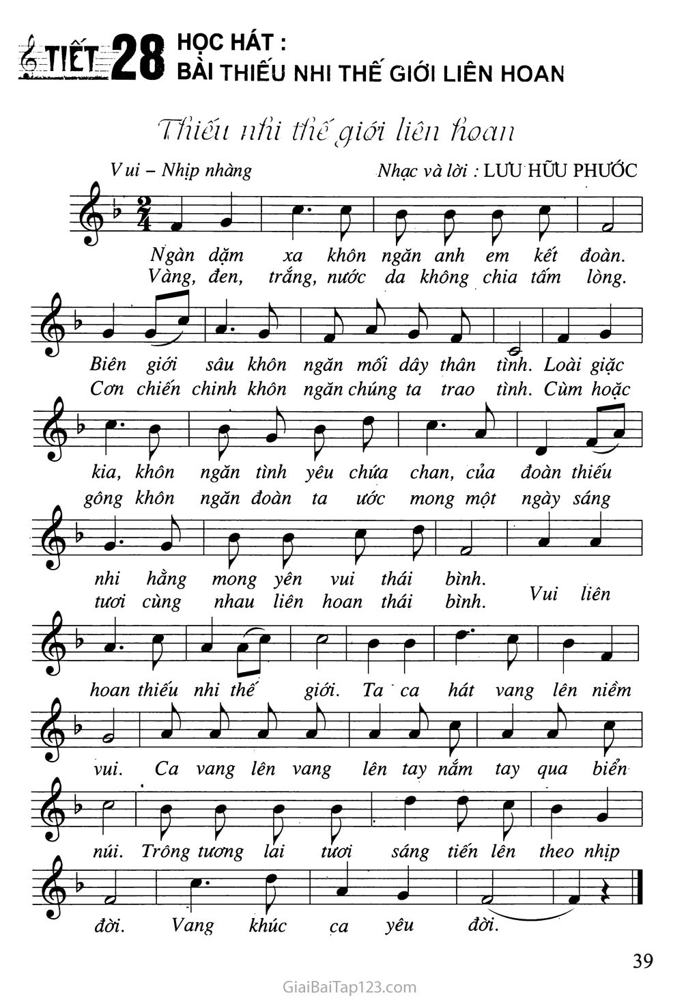 TIẾT 28
HỌC HÁT :
BÀI THIẾU NHI THẾ GIỚI LIÊN HOAN
Thiếu nhi thế giới liên hoan
Vui – Nhịp nhàng Nhạc và lời : LƯU HỮU PHƯỚC
2
4
Ngàn dặm xa khôn ngăn anh em kết đoàn.
Vàng, đen, trắng, nước da không chia tấm lòng.
Biên giới sâu khôn ngăn mối dây thân tình. Loài giặc
Cơn chiến chinh khôn ngăn chúng ta trao tình. Cùm hoặc
kia, khôn ngăn tình yêu chứa chan, của đoàn thiếu
gông khôn ngăn đoàn ta ước mong một ngày sáng
nhi hằng mong yên vui thái bình.
tươi cùng nhau liên hoan thái bình.
Vui liên
hoan thiếu nhi thế giới. Ta ca hát vang lên niềm
vui. Ca vang lên vang lên tay nắm tay qua biển
núi. Trông tương lai tươi sáng tiến lên theo nhịp
đời. Vang khúc ca yêu đời.
39
GiaiBaiTap123.com